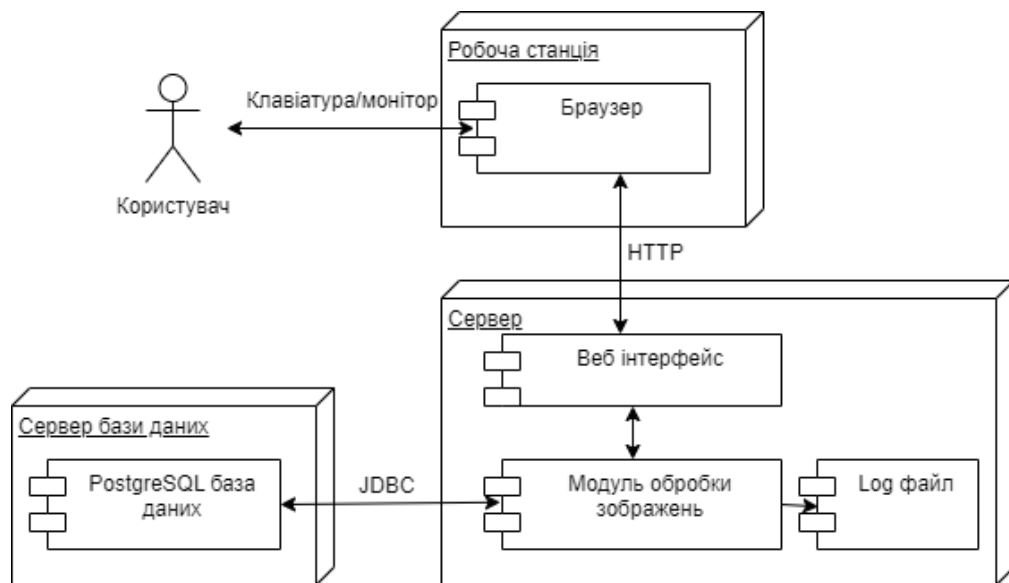 Робоча станція
Клавіатура/монітор
Браузер
Користувач
HTTP
Сервер
Веб інтерфейс
Сервер бази даних
PostgreSQL база
даних
JDBC
Модуль обробки
зображень
Log файл